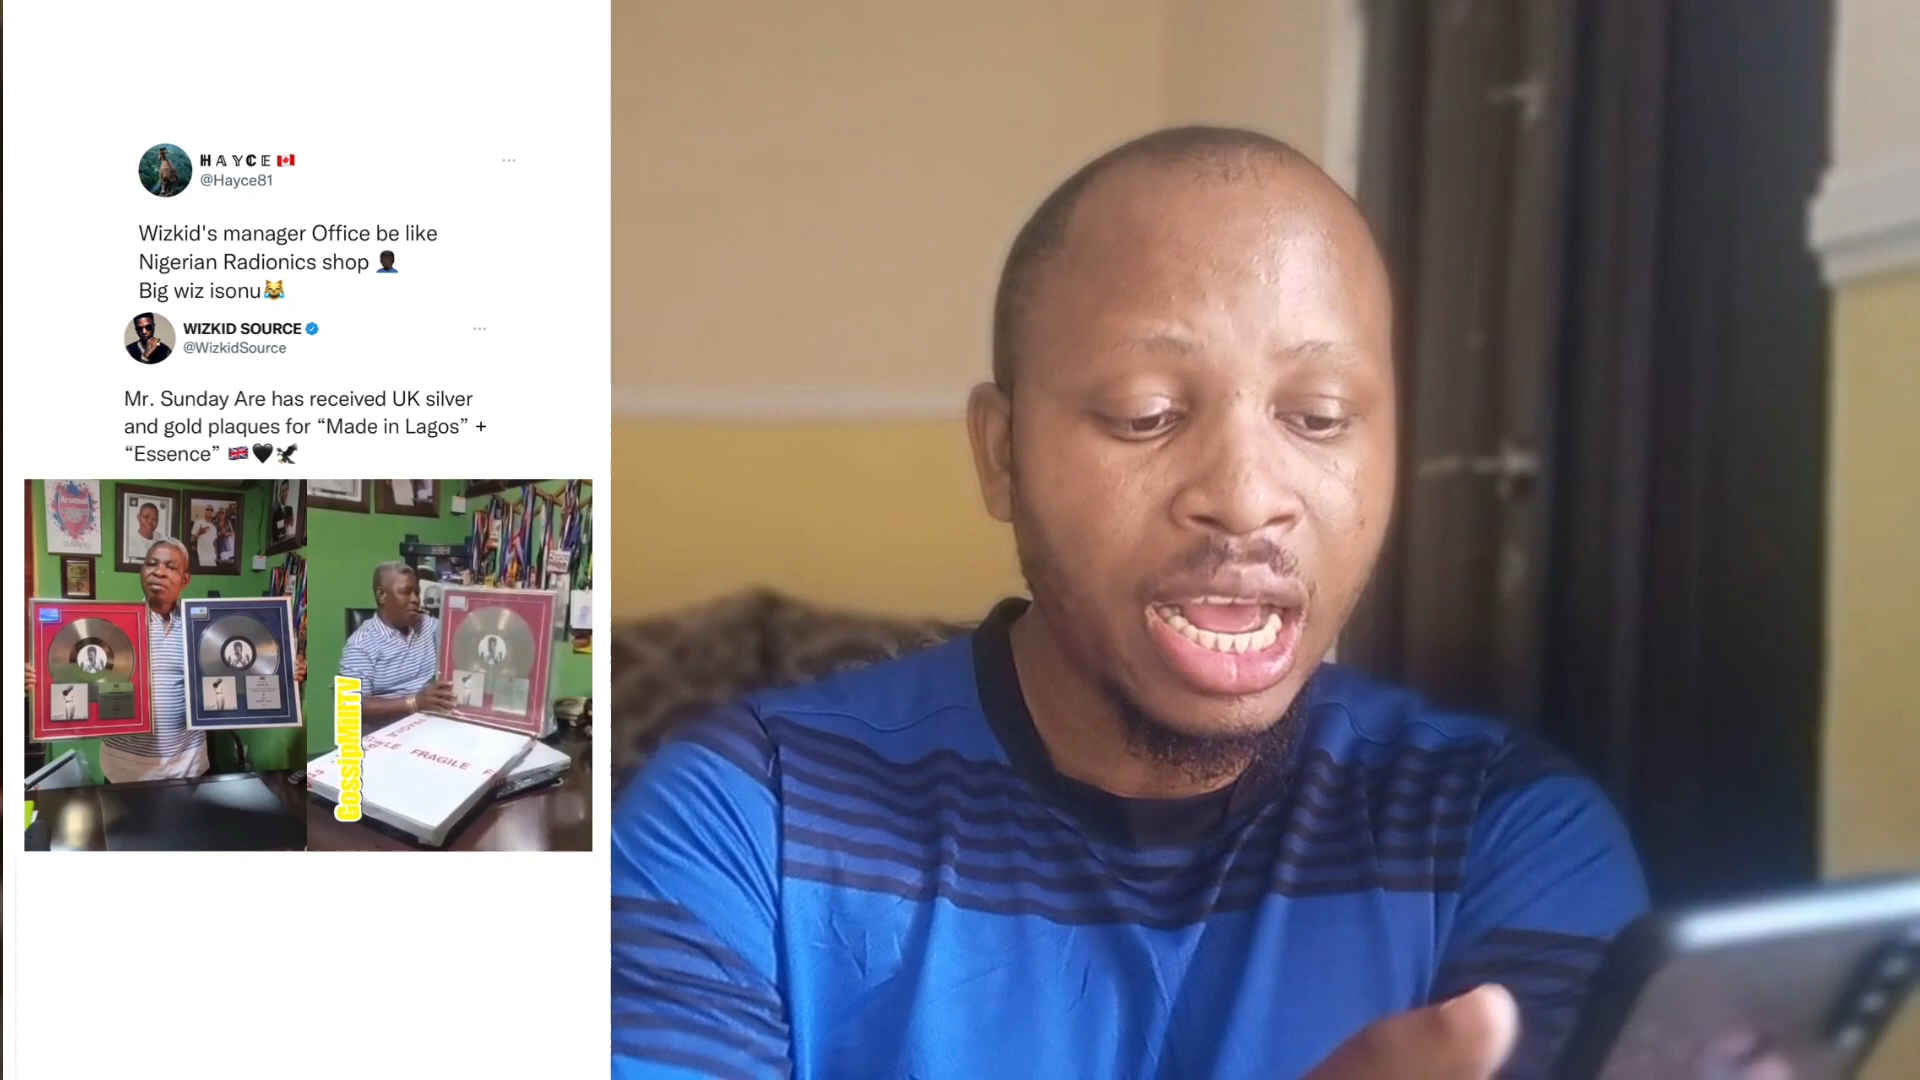 HAYCE 🇨🇦
@Hayce81
Wizkid's manager Office be like
Nigerian Radionics shop 👤
Big wiz isonu😹
WIZKID SOURCE
@WizkidSource
Mr. Sunday Are has received UK silver
and gold plaques for “Made in Lagos” +
“Essence” 🇬🇧🖤🦅
Arsenal
FRAGILE
GossipMillTV